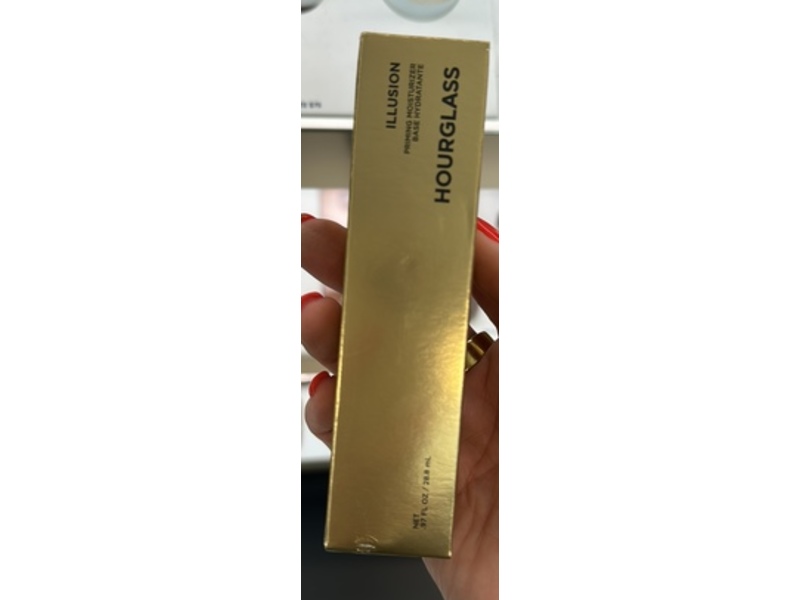 HOURGLASS
ILLUSION
PRIMING MOISTURIZER
BASE HYDRATANTE
NET
.97 FL OZ / 28.8 mL